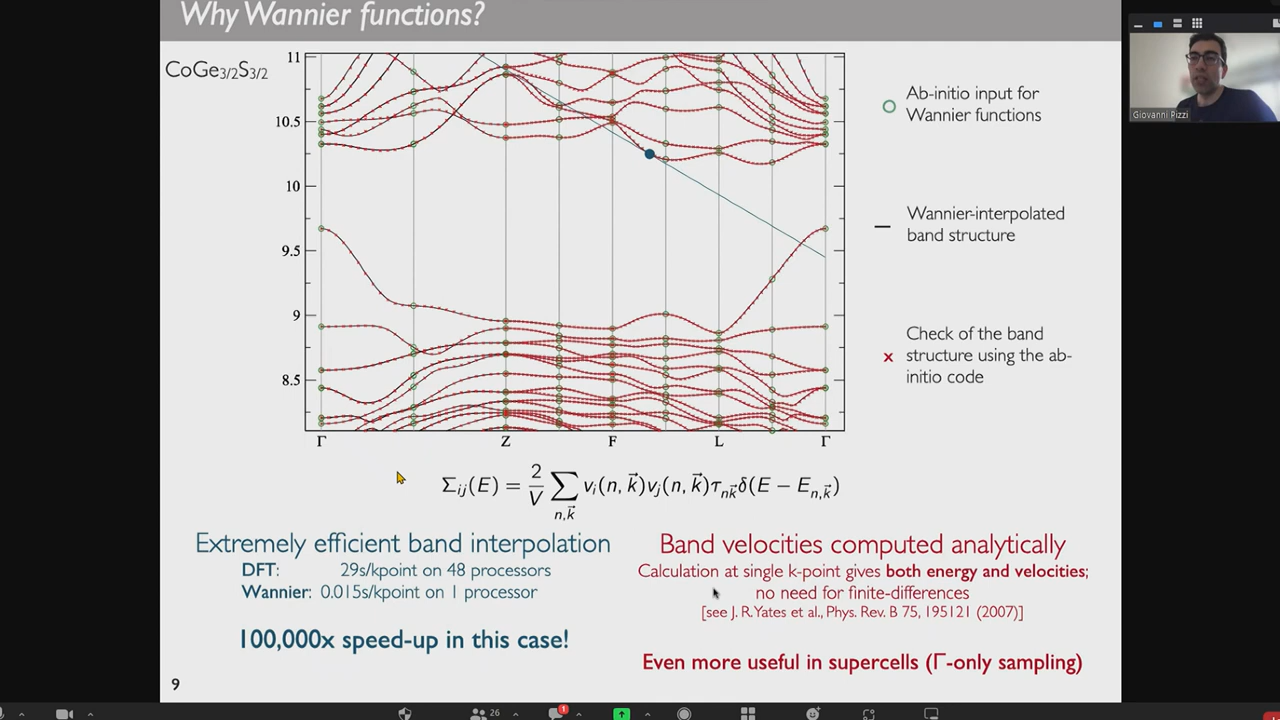 Why Wannier functions?
CoGe3/2S3/2
11
10.5
10
9.5
9
8.5
Γ Z F L Γ
Ab-initio input for
Wannier functions
Wannier-interpolated
band structure
Check of the band
structure using the ab-
initio code
Giovanni Pizzi
Σij(E) = 2/V Σn,k⃗ vi(n, k⃗)vj(n, k⃗)τnk⃗δ(E − En,k⃗)
Extremely efficient band interpolation
DFT: 29s/kpoint on 48 processors
Wannier: 0.015s/kpoint on 1 processor
100,000x speed-up in this case!
Band velocities computed analytically
Calculation at single k-point gives both energy and velocities;
no need for finite-differences
[see J. R. Yates et al., Phys. Rev. B 75, 195121 (2007)]
Even more useful in supercells (Γ-only sampling)
9
26
1